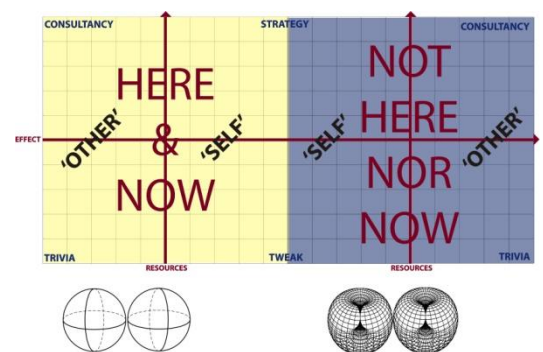 CONSULTANCY STRATEGY CONSULTANCY
HERE
&
NOW
NOT
HERE
NOR
NOW
EFFECT
'OTHER' 'SELF' 'SELF' 'OTHER'
TRIVIA TWEAK TRIVIA
RESOURCES RESOURCES